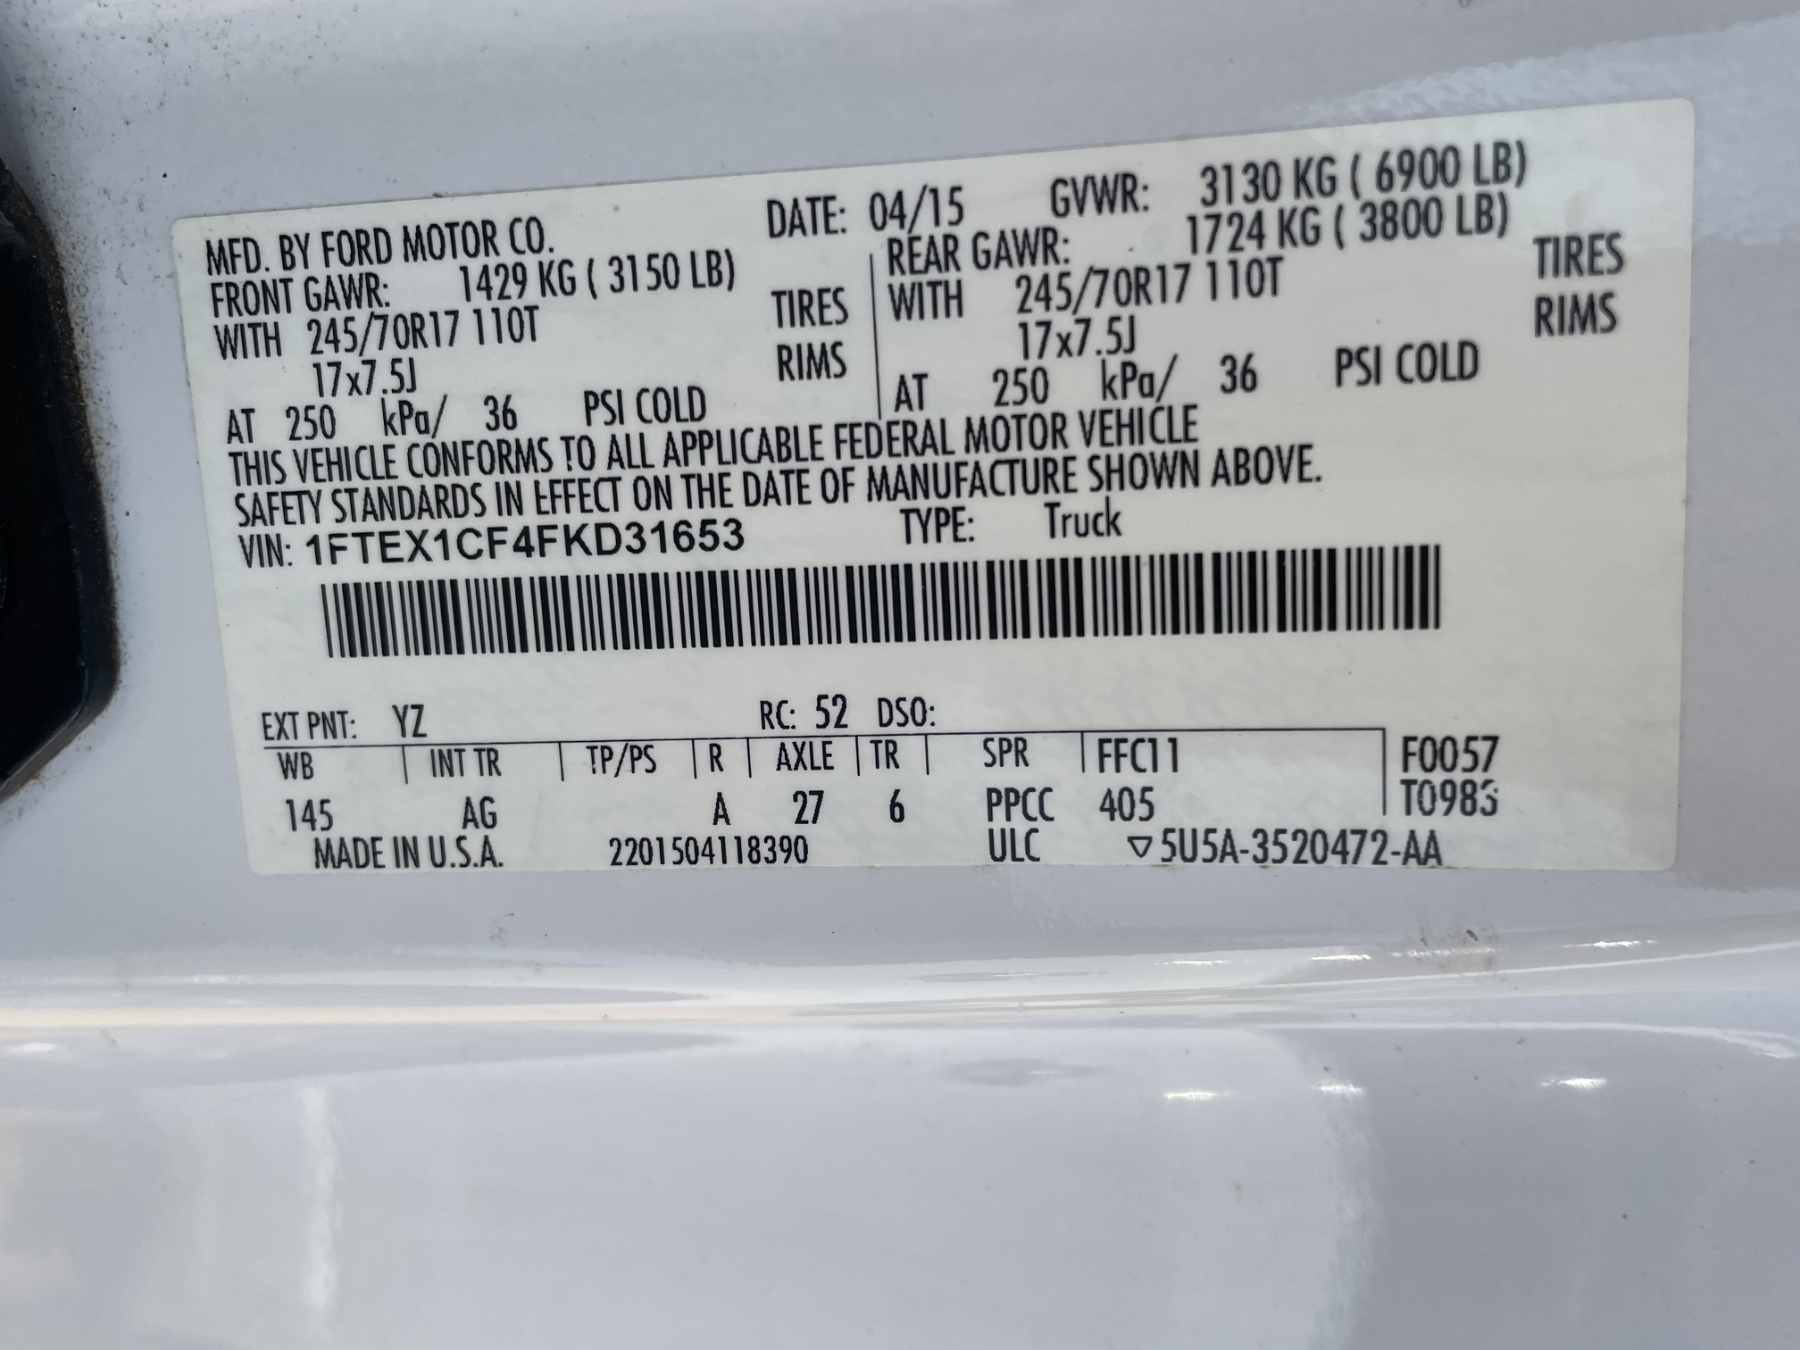 MFD. BY FORD MOTOR CO. DATE: 04/15 GVWR: 3130 KG ( 6900 LB)
FRONT GAWR: 1429 KG ( 3150 LB) REAR GAWR: 1724 KG ( 3800 LB)
WITH 245/70R17 110T TIRES WITH 245/70R17 110T TIRES
17x7.5J RIMS 17x7.5J RIMS
AT 250 kPa/ 36 PSI COLD AT 250 kPa/ 36 PSI COLD
THIS VEHICLE CONFORMS TO ALL APPLICABLE FEDERAL MOTOR VEHICLE
SAFETY STANDARDS IN EFFECT ON THE DATE OF MANUFACTURE SHOWN ABOVE.
VIN: 1FTEX1CF4FKD31653 TYPE: Truck
EXT PNT: YZ RC: 52 DSO:
WB INT TR TP/PS R AXLE TR SPR FFC11 F0057
145 AG A 27 6 PPCC 405
MADE IN U.S.A. 2201504118390 ULC ▽5U5A-3520472-AA